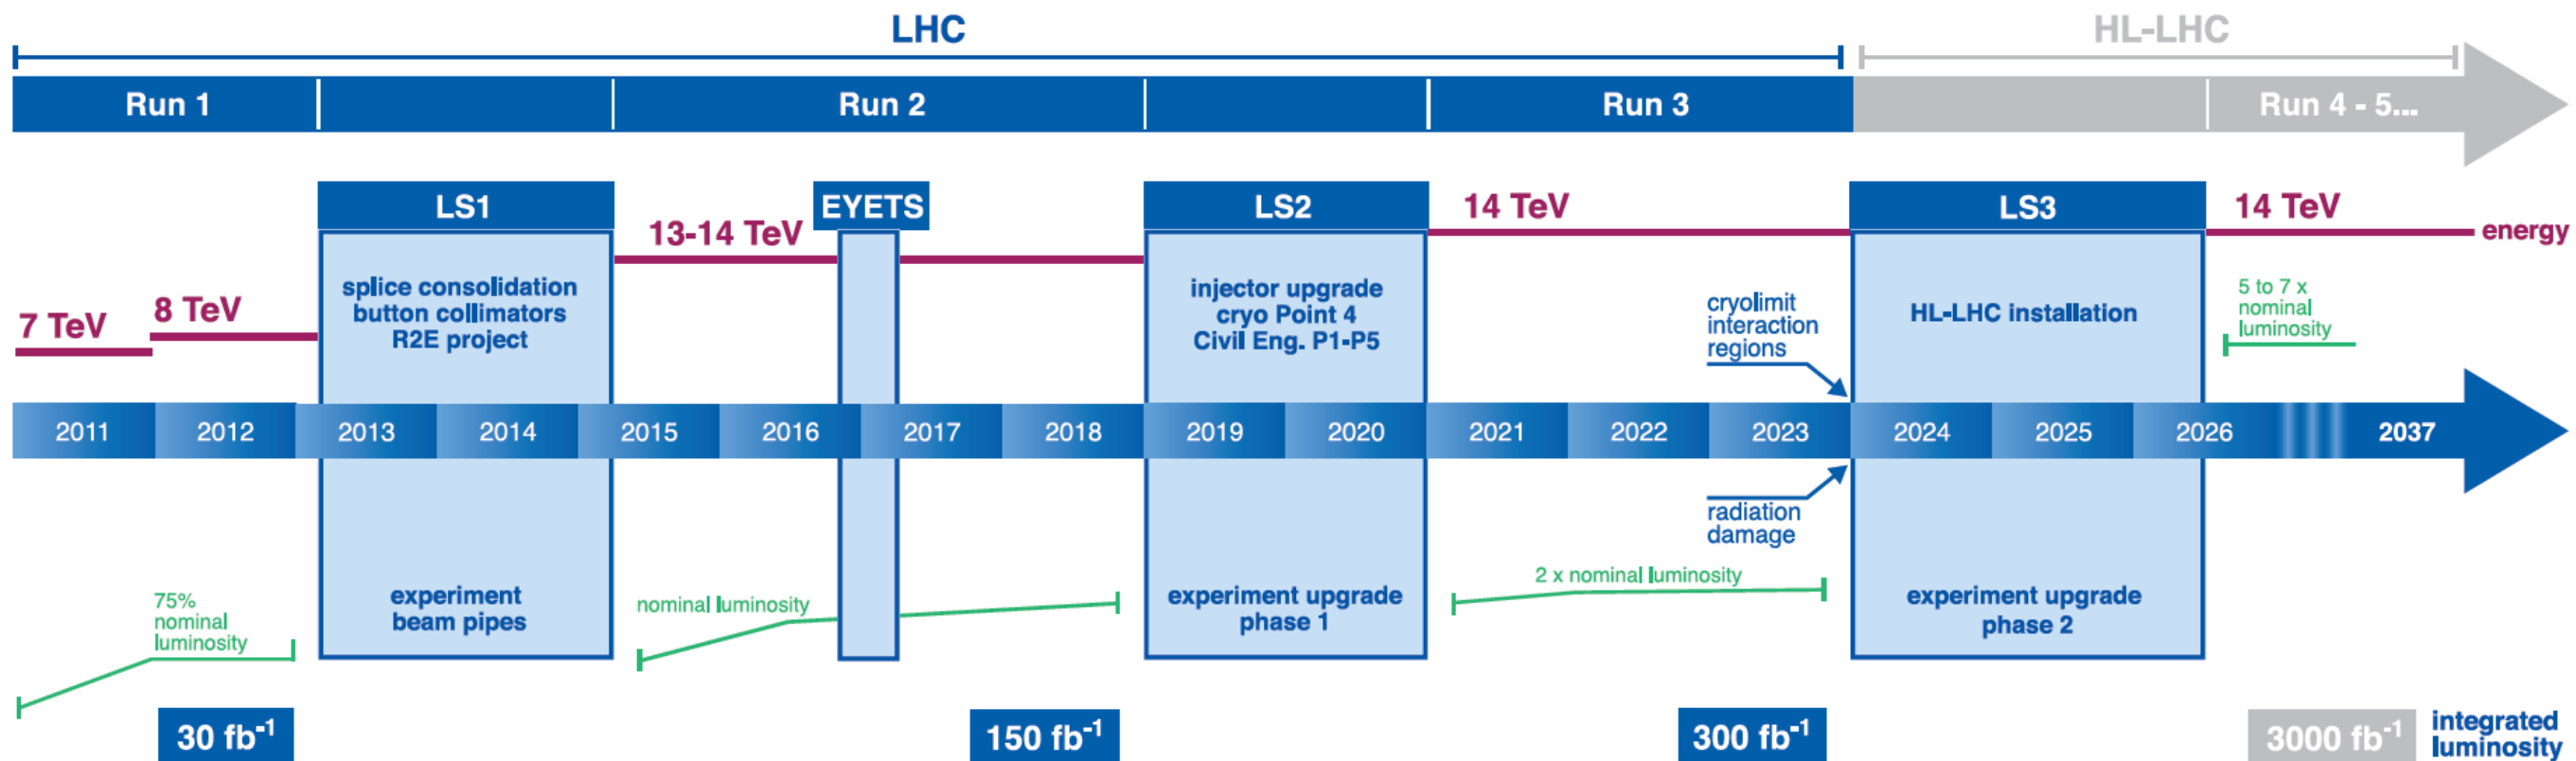 LHC
HL-LHC
Run 1
Run 2
Run 3
Run 4 - 5...
LS1
EYETS
LS2
14 TeV
LS3
14 TeV
13-14 TeV
energy
splice consolidation
button collimators
R2E project
injector upgrade
cryo Point 4
Civil Eng. P1-P5
cryolimit
interaction
regions
HL-LHC installation
5 to 7 x
nominal
luminosity
7 TeV
8 TeV
2011
2012
2013
2014
2015
2016
2017
2018
2019
2020
2021
2022
2023
2024
2025
2026
2037
radiation
damage
75%
nominal
luminosity
experiment
beam pipes
nominal luminosity
experiment upgrade
phase 1
2 x nominal luminosity
experiment upgrade
phase 2
30 fb⁻¹
150 fb⁻¹
300 fb⁻¹
3000 fb⁻¹
integrated
luminosity